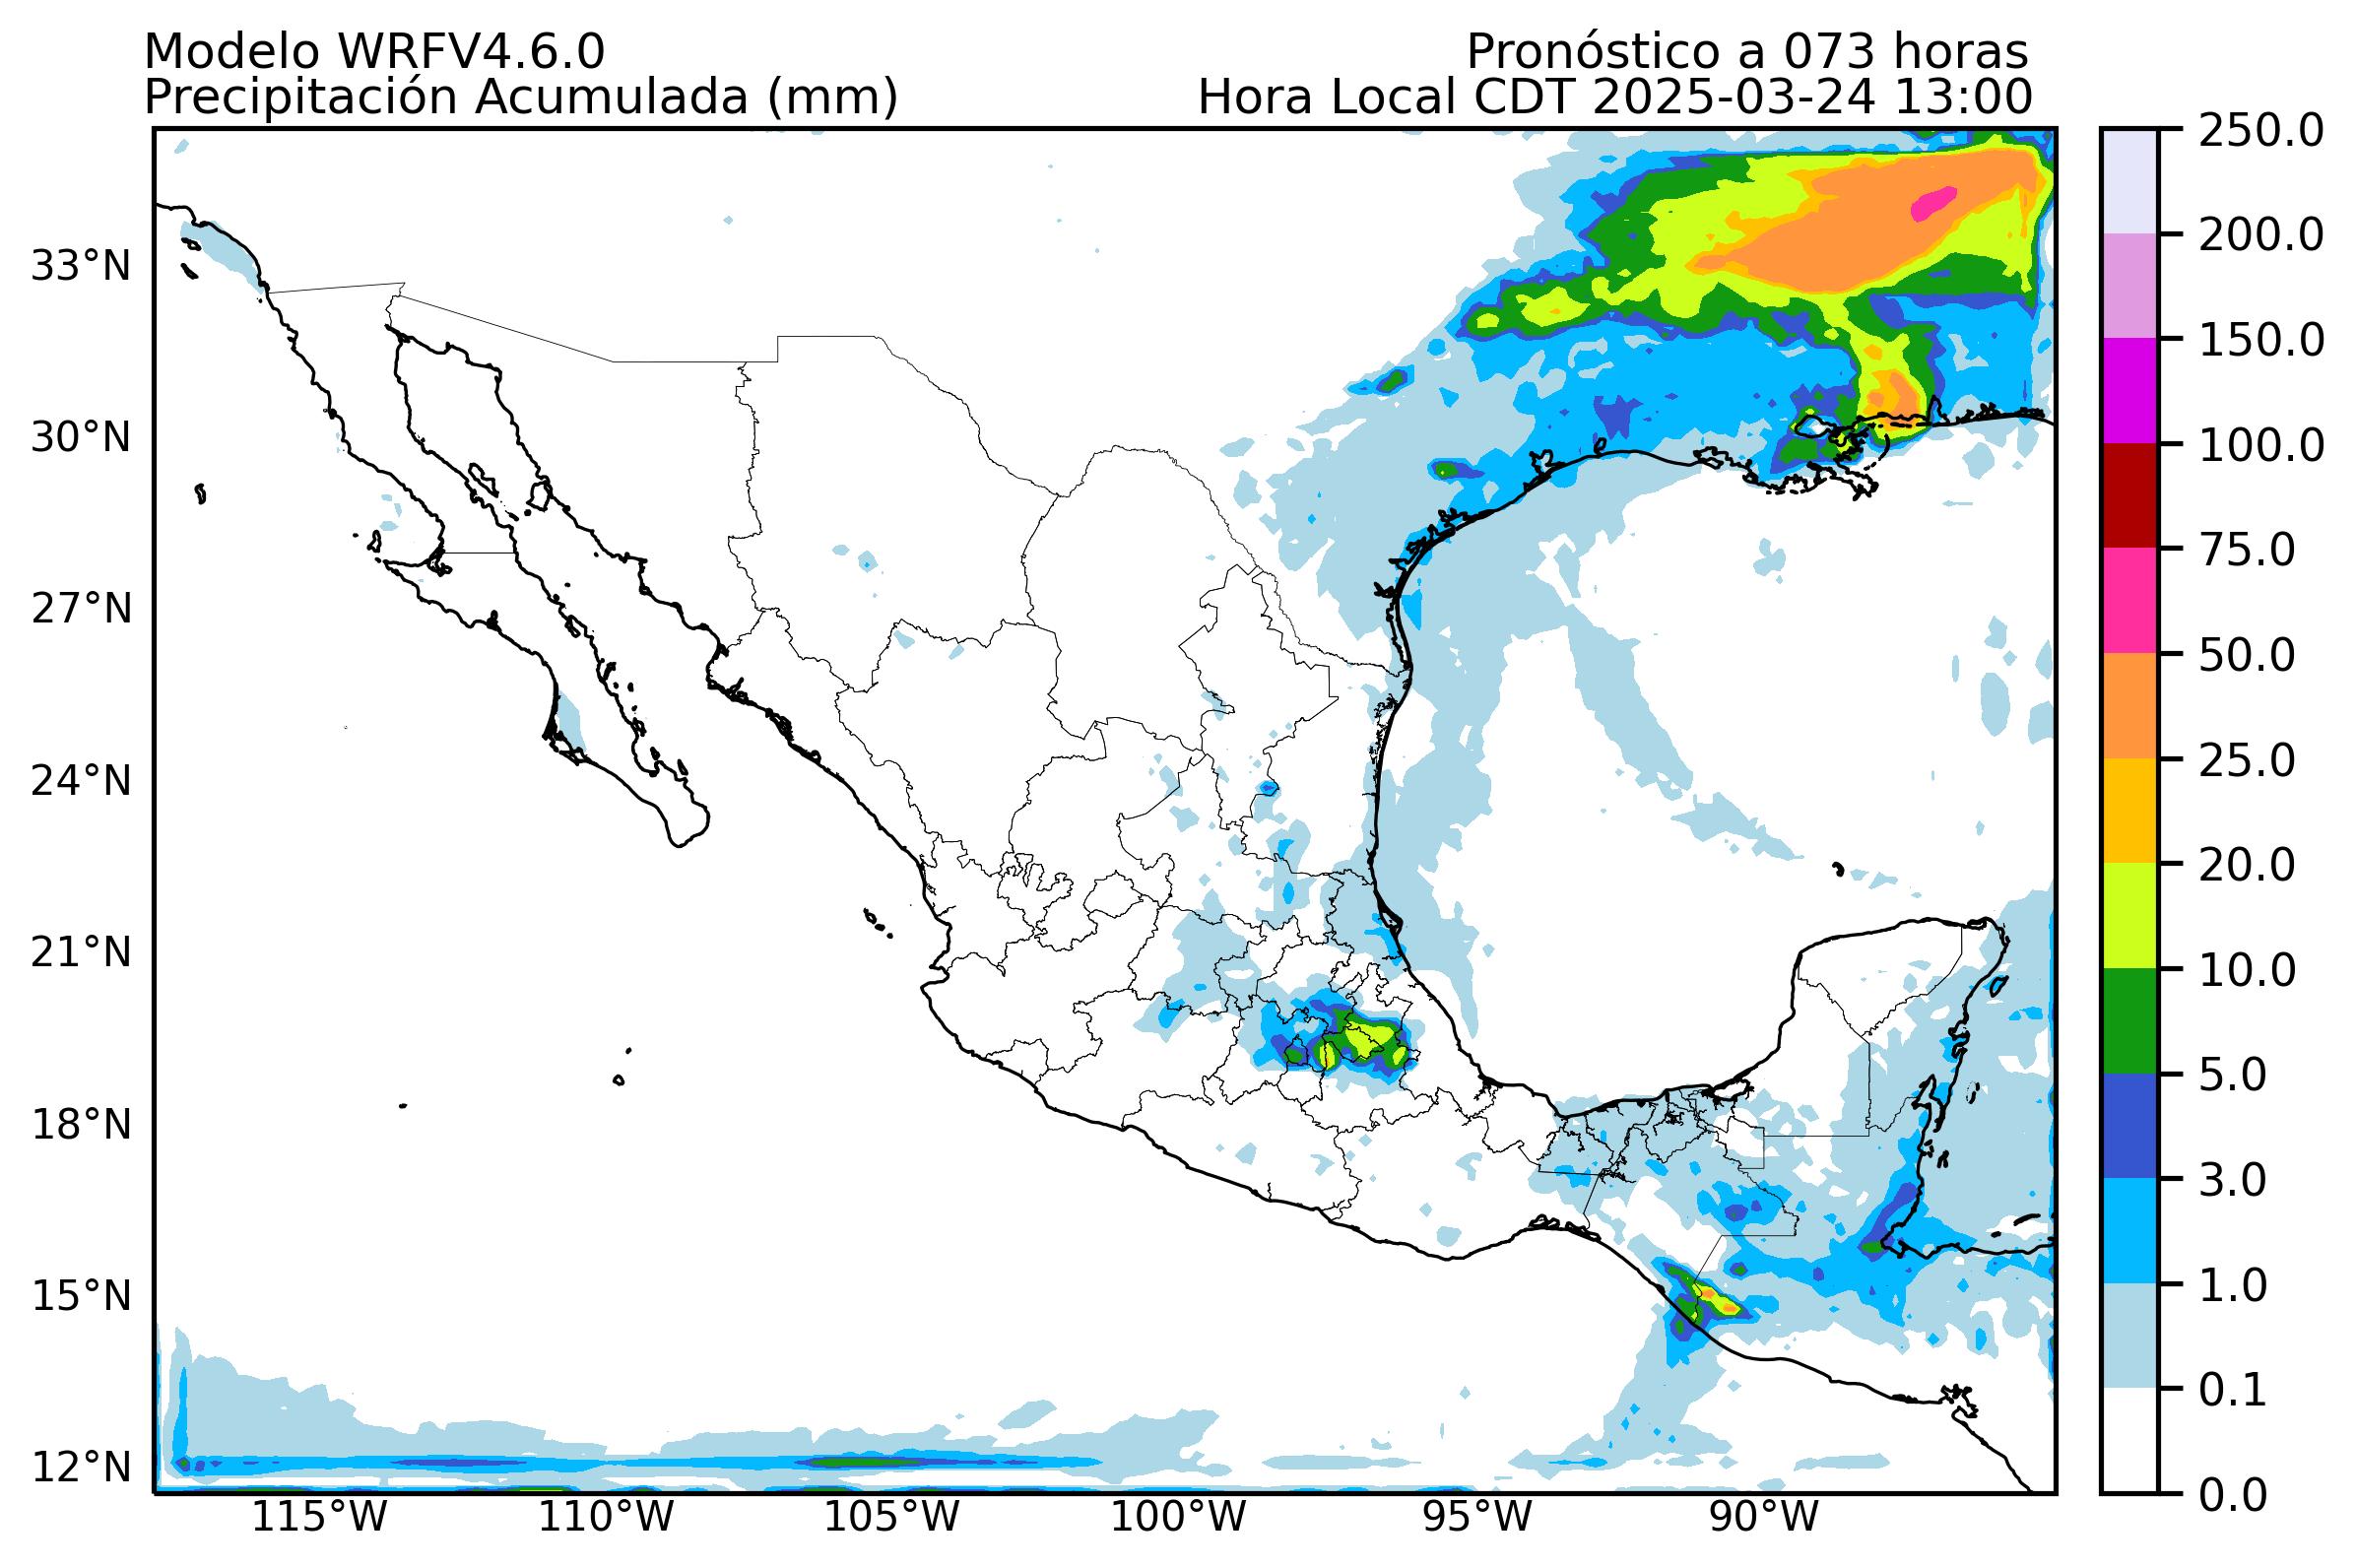 Modelo WRFV4.6.0
Pronóstico a 073 horas
Precipitación Acumulada (mm)
Hora Local CDT 2025-03-24 13:00
33°N
30°N
27°N
24°N
21°N
18°N
15°N
12°N
115°W
110°W
105°W
100°W
95°W
90°W
250.0
200.0
150.0
100.0
75.0
50.0
25.0
20.0
10.0
5.0
3.0
1.0
0.1
0.0